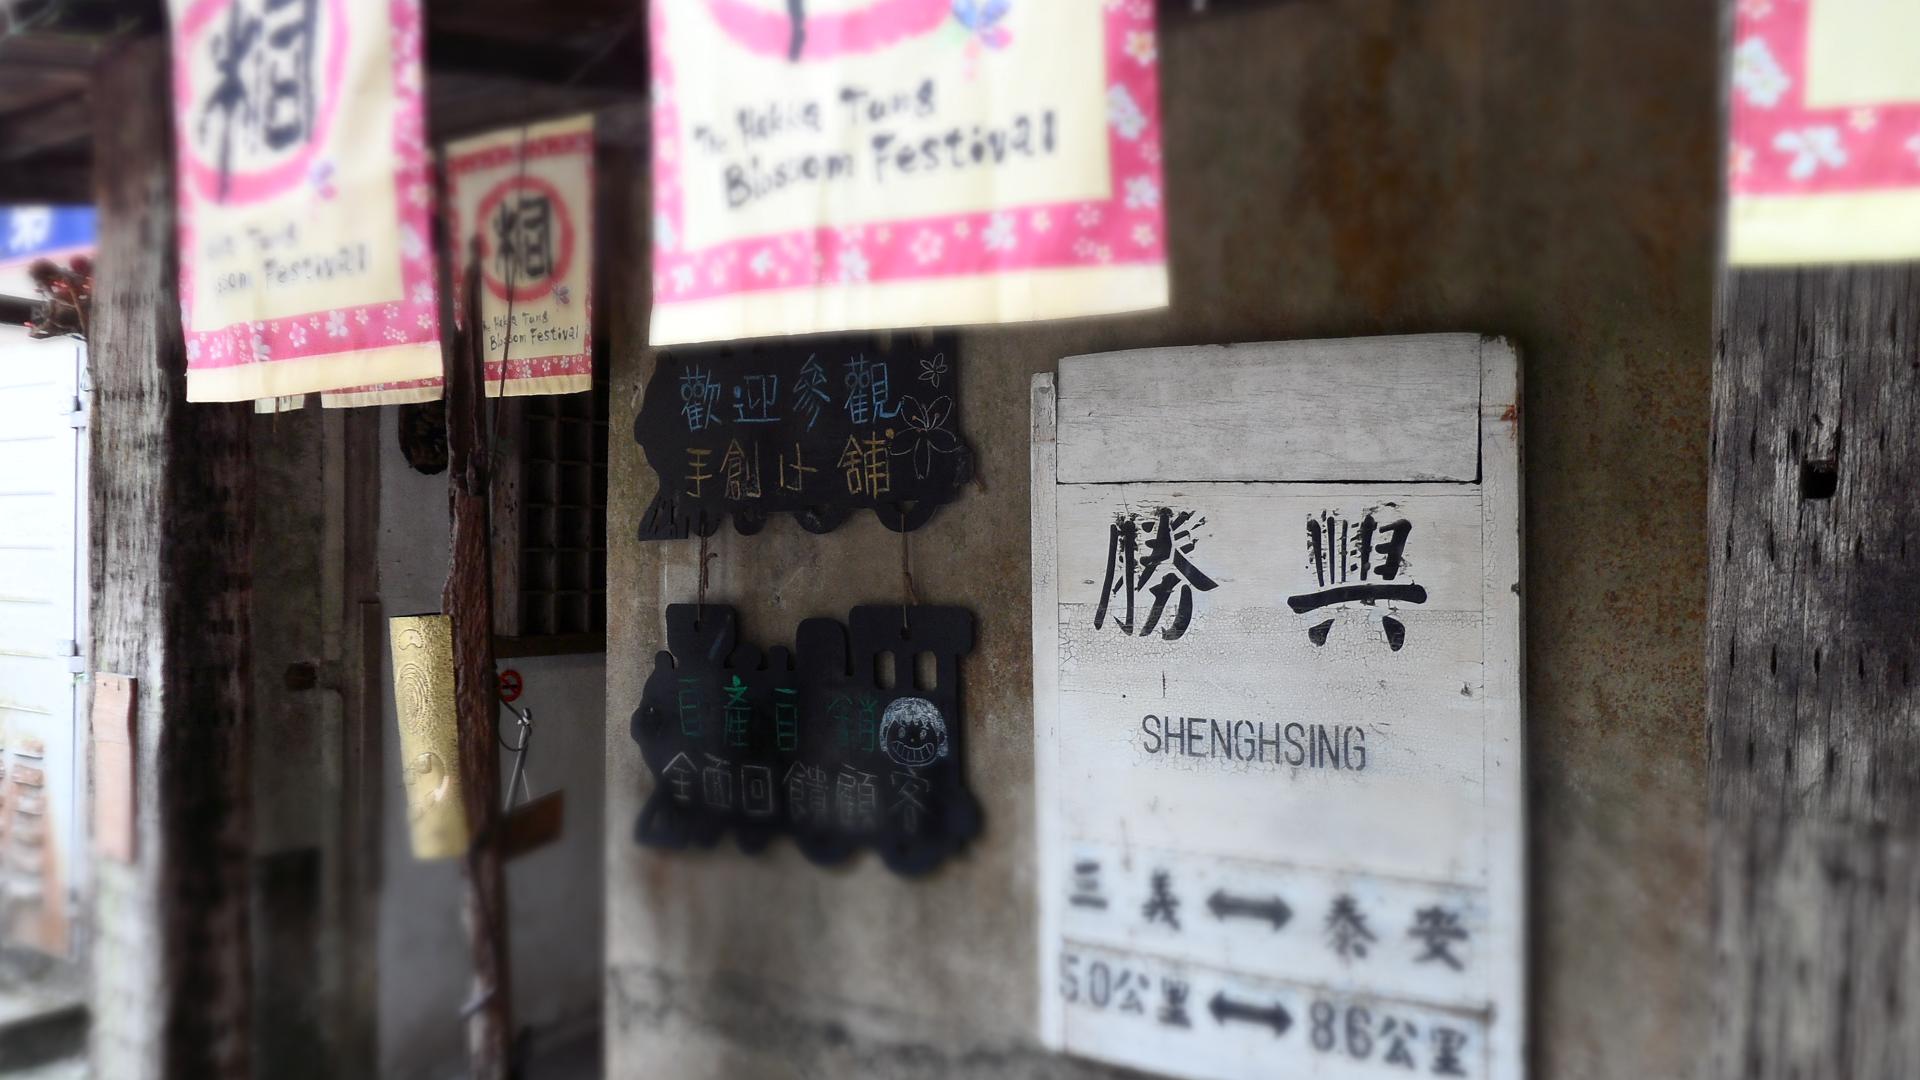 桐
Tung
ssom Festival
桐
The Hakka Tung
Blossom Festival
The Hakka Tung
Blossom Festival
歡迎參觀
手創小舖
自產自銷
全面回饋顧客
勝 興
SHENGHSING
三 義 ↔ 泰 安
5.0公里 ↔ 8.6公里